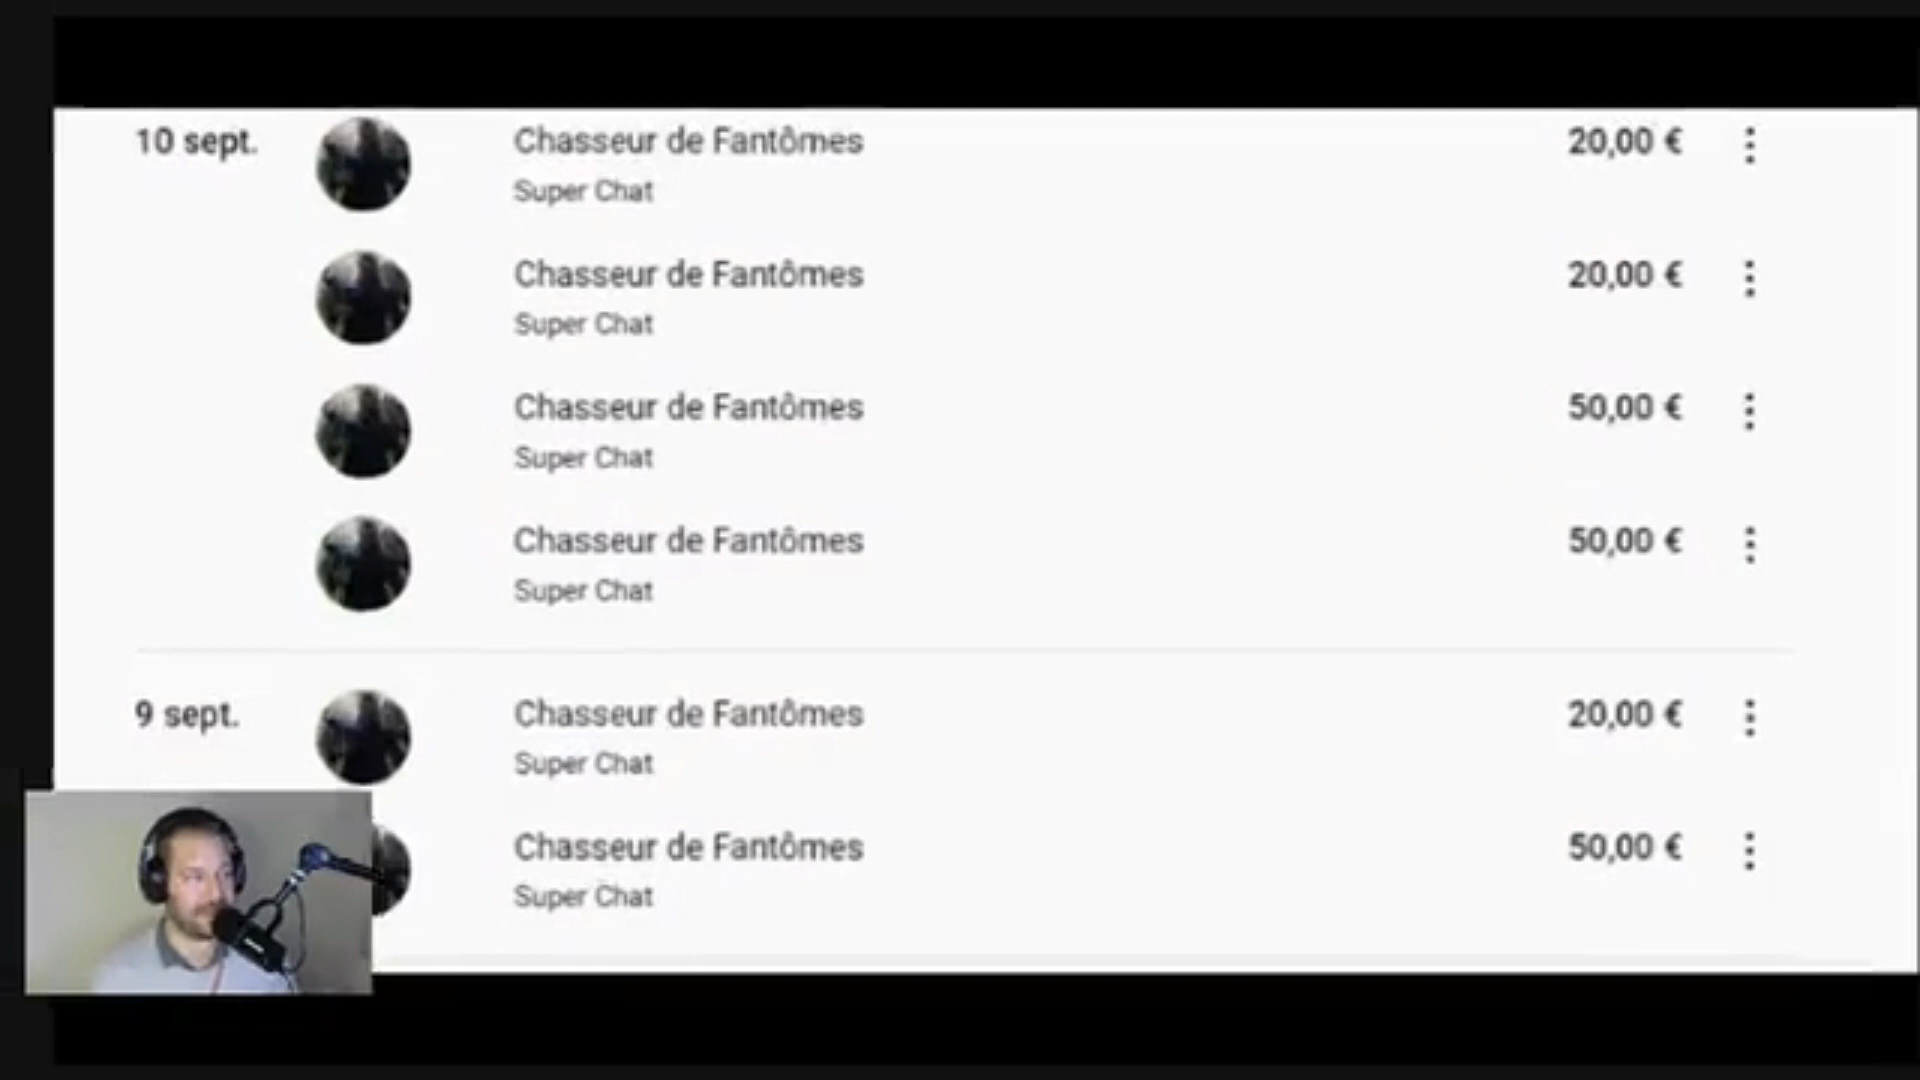 10 sept.
Chasseur de Fantômes
20,00 €
Super Chat
Chasseur de Fantômes
20,00 €
Super Chat
Chasseur de Fantômes
50,00 €
Super Chat
Chasseur de Fantômes
50,00 €
Super Chat
9 sept.
Chasseur de Fantômes
20,00 €
Super Chat
Chasseur de Fantômes
50,00 €
Super Chat